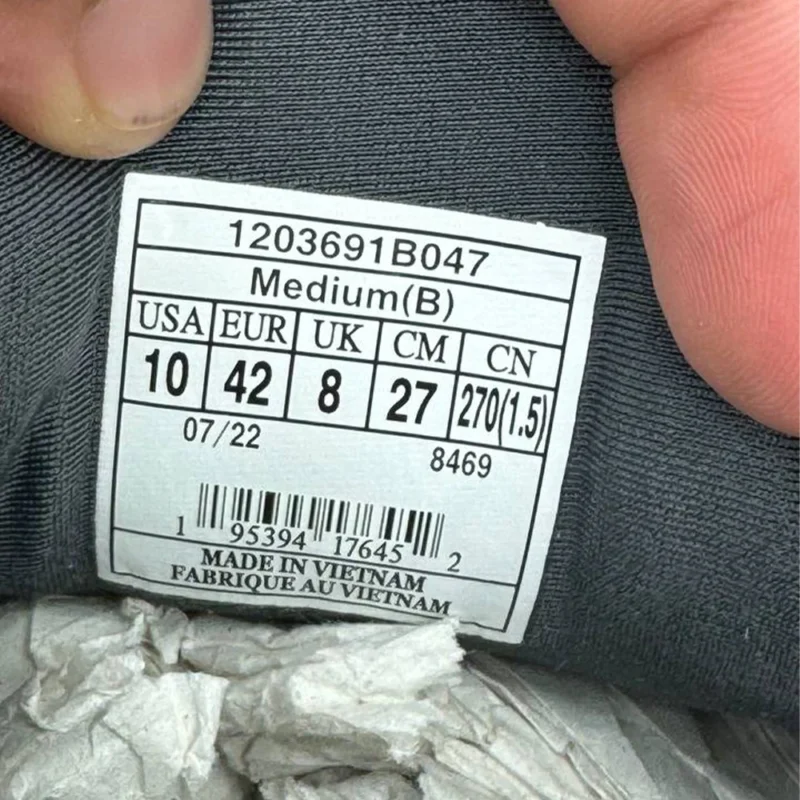 1203691B047
Medium(B)
USA EUR UK CM CN
10 42 8 27 270(1.5)
07/22
8469
1 95394 17645 2
MADE IN VIETNAM
FABRIQUE AU VIETNAM